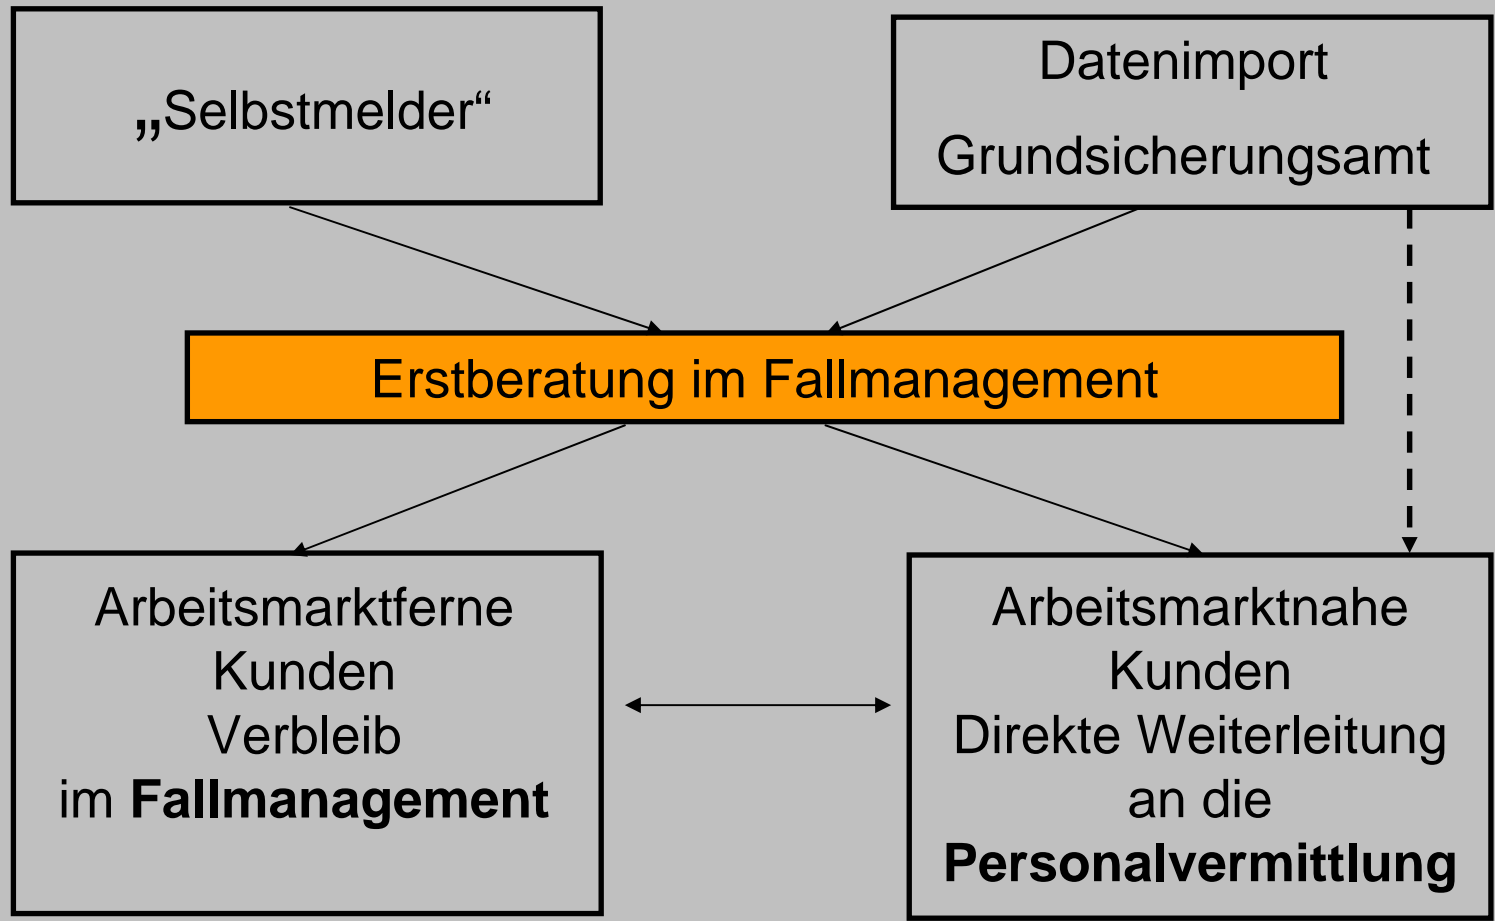 „Selbstmelder“
Datenimport
Grundsicherungsamt
Erstberatung im Fallmanagement
Arbeitsmarktferne
Kunden
Verbleib
im Fallmanagement
Arbeitsmarktnahe
Kunden
Direkte Weiterleitung
an die
Personalvermittlung